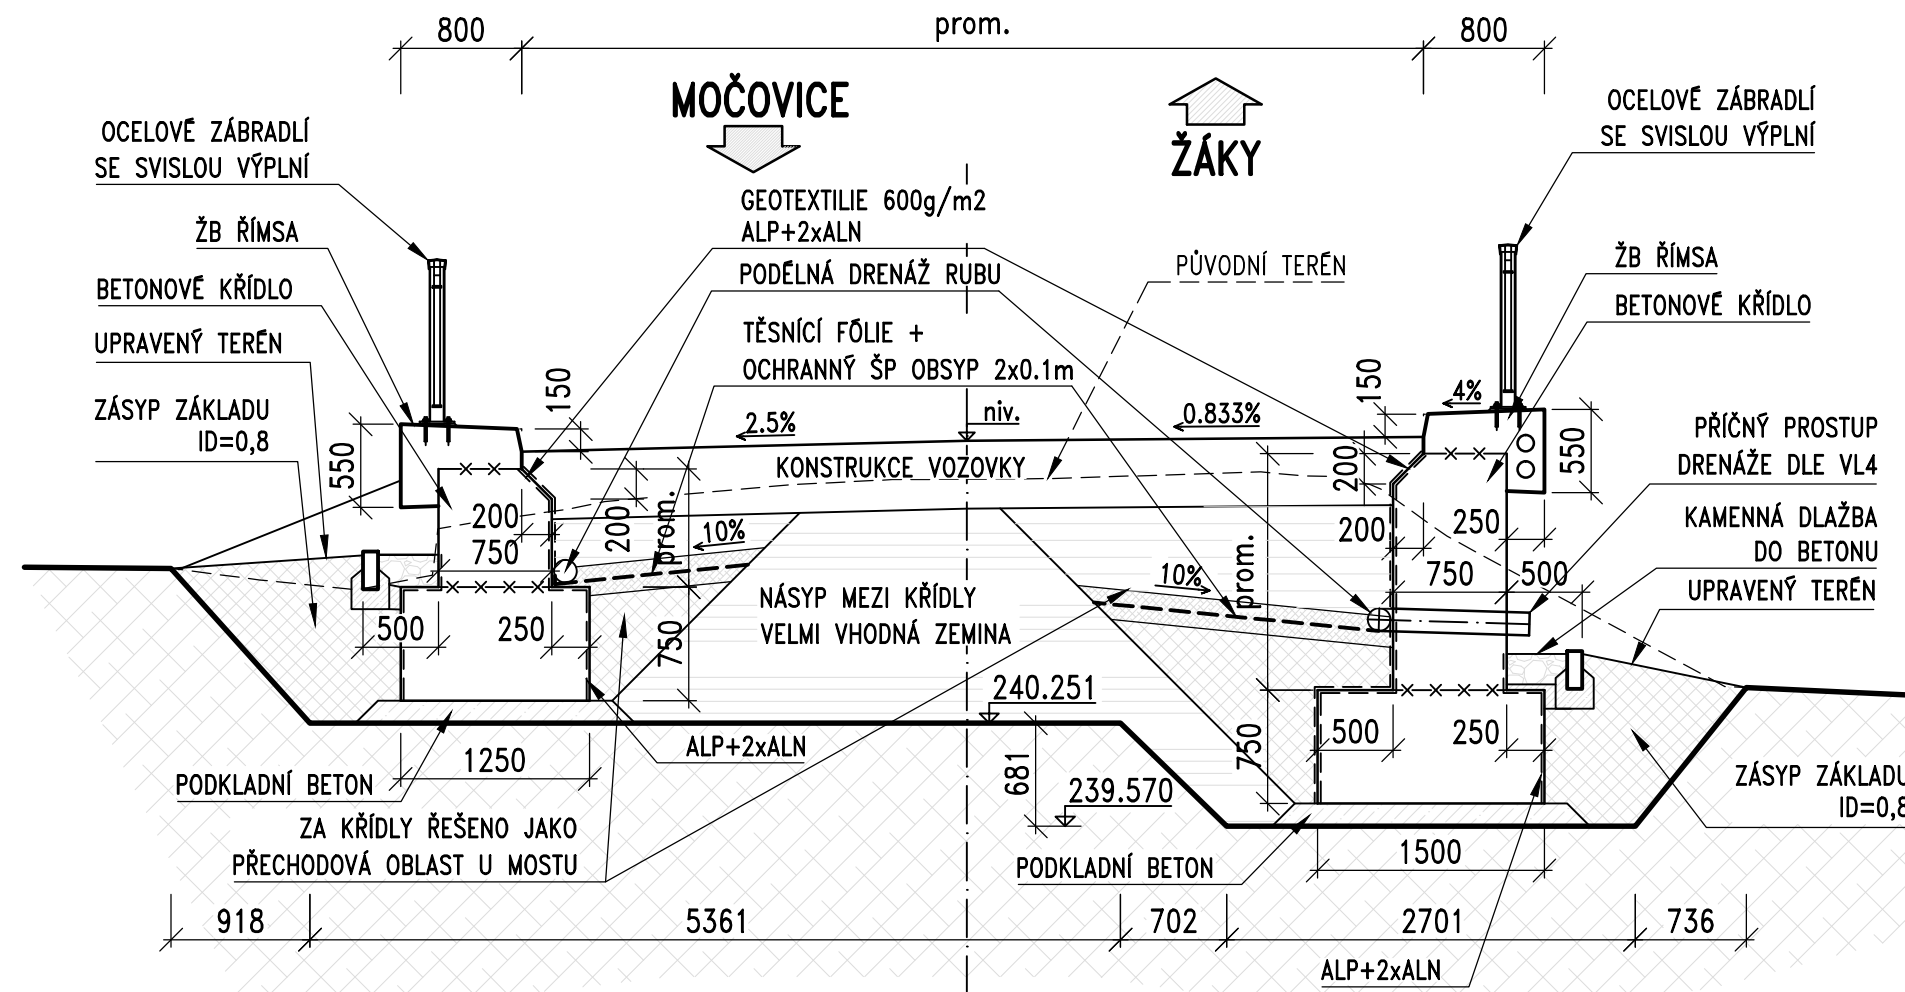 800
prom.
800
MOČOVICE
ŽÁKY
OCELOVÉ ZÁBRADLÍ
SE SVISLOU VÝPLNÍ
OCELOVÉ ZÁBRADLÍ
SE SVISLOU VÝPLNÍ
GEOTEXTILIE 600g/m2
ALP+2xALN
ŽB ŘÍMSA
PODÉLNÁ DRENÁŽ RUBU
PŮVODNÍ TERÉN
ŽB ŘÍMSA
BETONOVÉ KŘÍDLO
BETONOVÉ KŘÍDLO
UPRAVENÝ TERÉN
TĚSNÍCÍ FÓLIE +
OCHRANNÝ ŠP OBSYP 2x0.1m
150
150
4%
ZÁSYP ZÁKLADU
ID=0,8
2.5%
niv.
0.833%
PŘÍČNÝ PROSTUP
DRENÁŽE DLE VL4
550
550
KONSTRUKCE VOZOVKY
200
200
prom.
200
10%
200
250
KAMENNÁ DLAŽBA
DO BETONU
750
prom.
10%
750
500
UPRAVENÝ TERÉN
NÁSYP MEZI KŘÍDLY
VELMI VHODNÁ ZEMINA
500
250
750
240.251
ALP+2xALN
750
500
250
1250
681
239.570
PODKLADNÍ BETON
ZÁSYP ZÁKLADU
ID=0,8
ZA KŘÍDLY ŘEŠENO JAKO
PŘECHODOVÁ OBLAST U MOSTU
PODKLADNÍ BETON
1500
918
5361
702
2701
736
ALP+2xALN